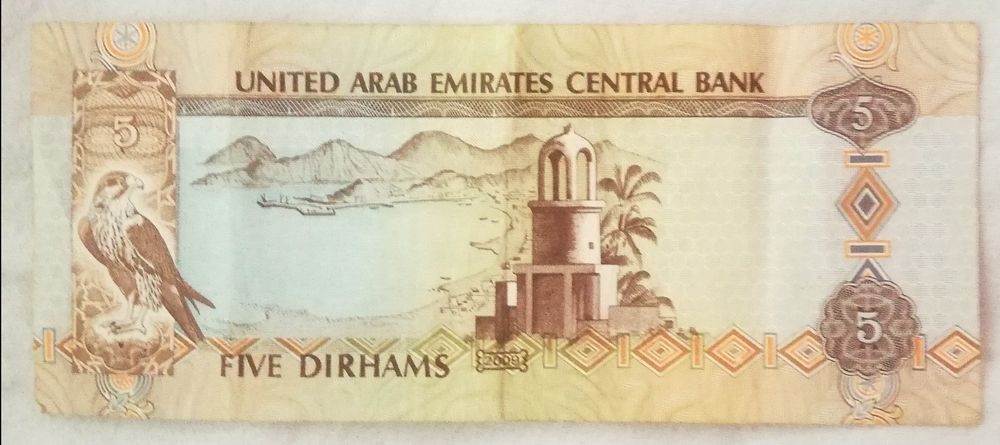 UNITED ARAB EMIRATES CENTRAL BANK
5
5
5
FIVE DIRHAMS
2009